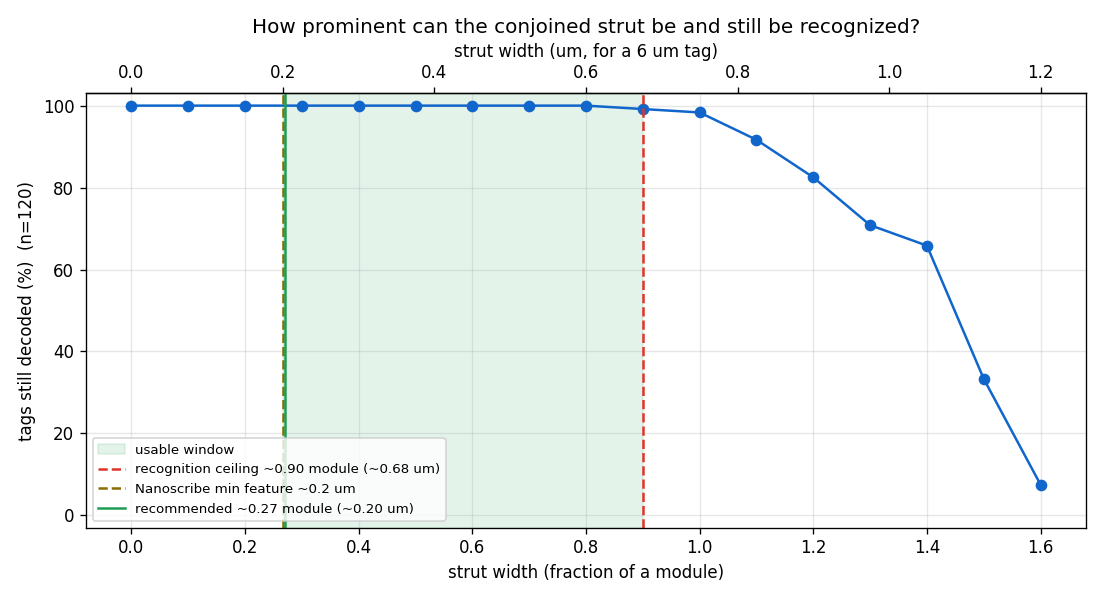 How prominent can the conjoined strut be and still be recognized?
strut width (um, for a 6 um tag)
0.0 0.2 0.4 0.6 0.8 1.0 1.2
tags still decoded (%) (n=120)
100
80
60
40
20
0
usable window
recognition ceiling ~0.90 module (~0.68 um)
Nanoscribe min feature ~0.2 um
recommended ~0.27 module (~0.20 um)
0.0 0.2 0.4 0.6 0.8 1.0 1.2 1.4 1.6
strut width (fraction of a module)